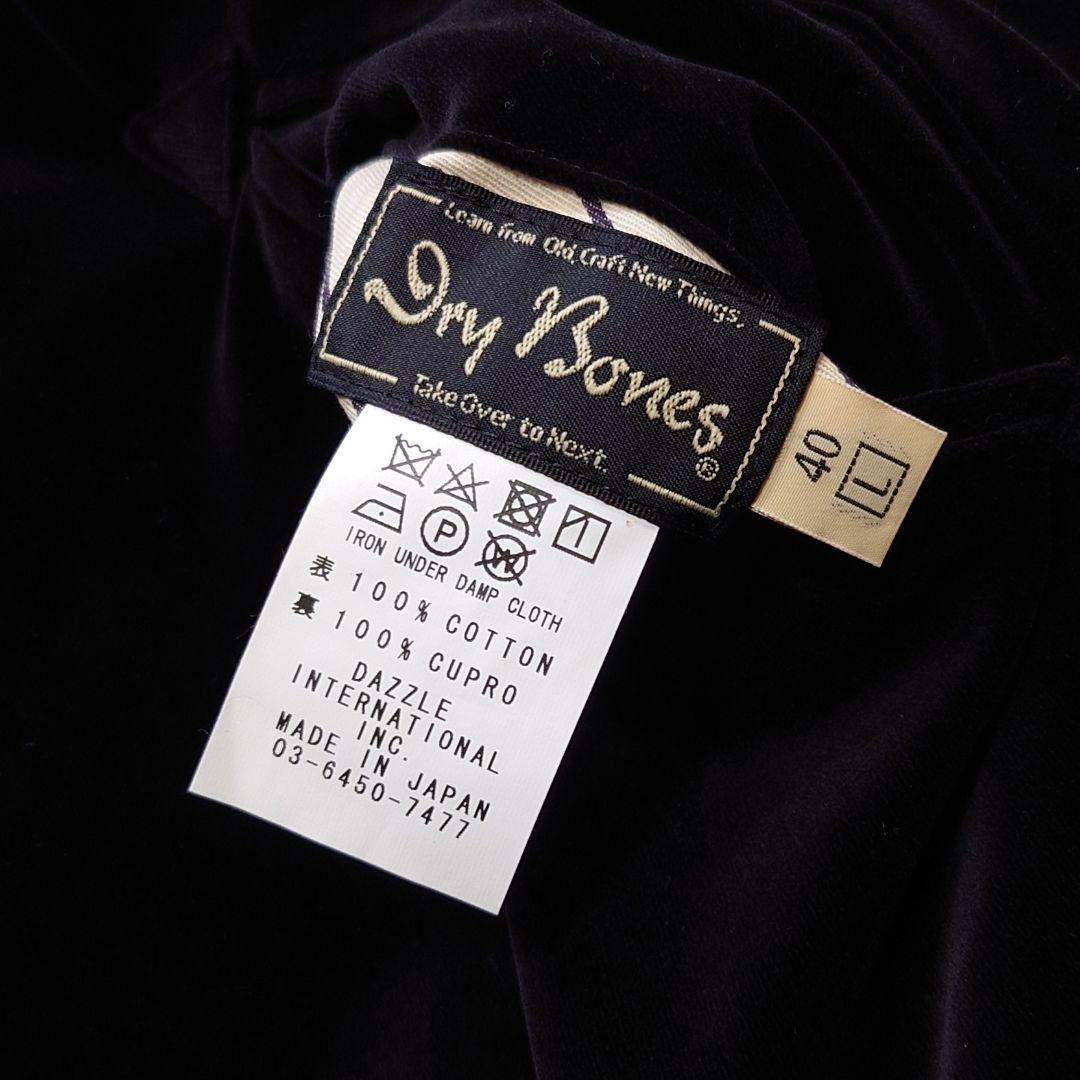 Learn from Old Craft New Things,
Dry Bones
®
Take Over to Next.
40
L
P
W
IRON UNDER DAMP CLOTH
表 100% COTTON
裏 100% CUPRO
DAZZLE
INTERNATIONAL
INC.
MADE IN JAPAN
03-6450-7477